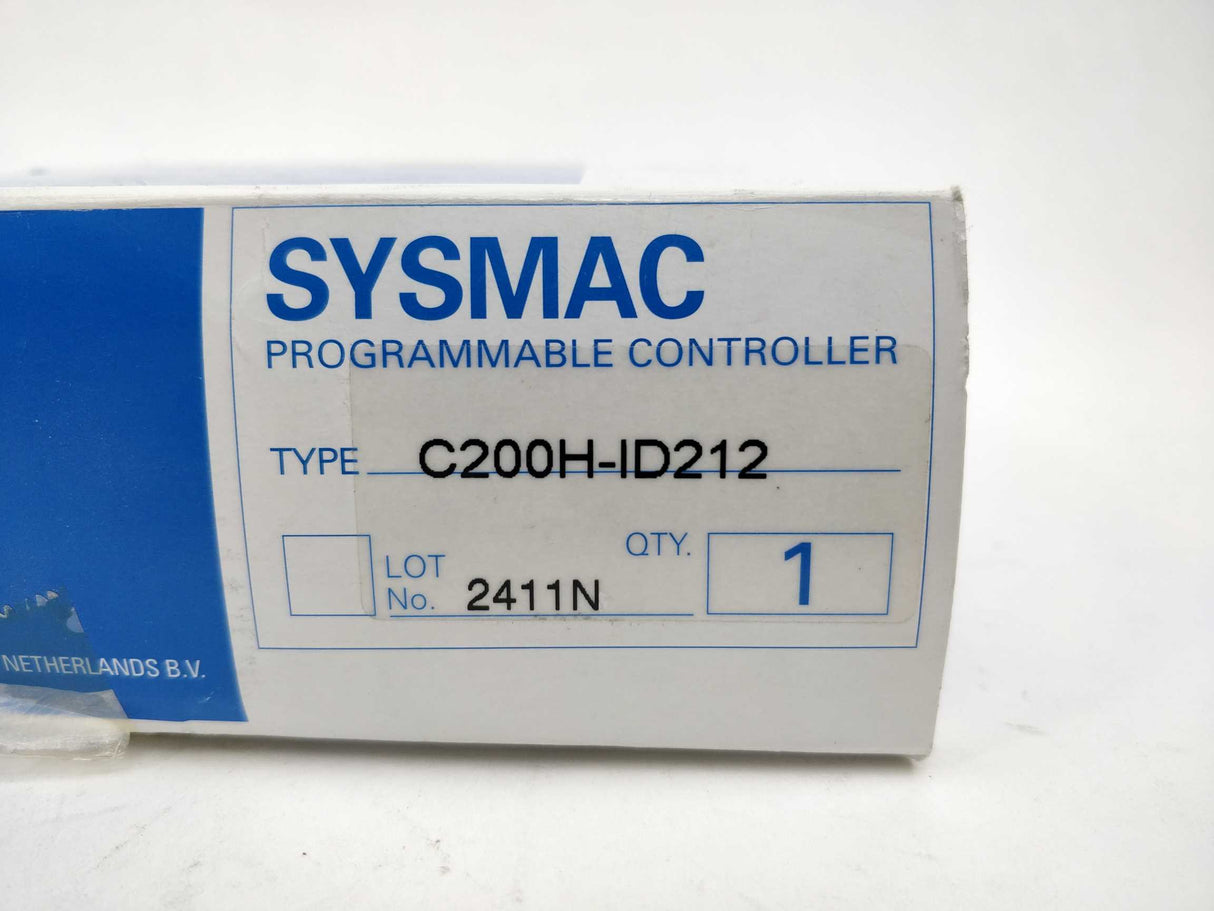 SYSMAC
PROGRAMMABLE CONTROLLER
TYPE C200H-ID212
QTY. 1
LOT
No. 2411N
NETHERLANDS B.V.